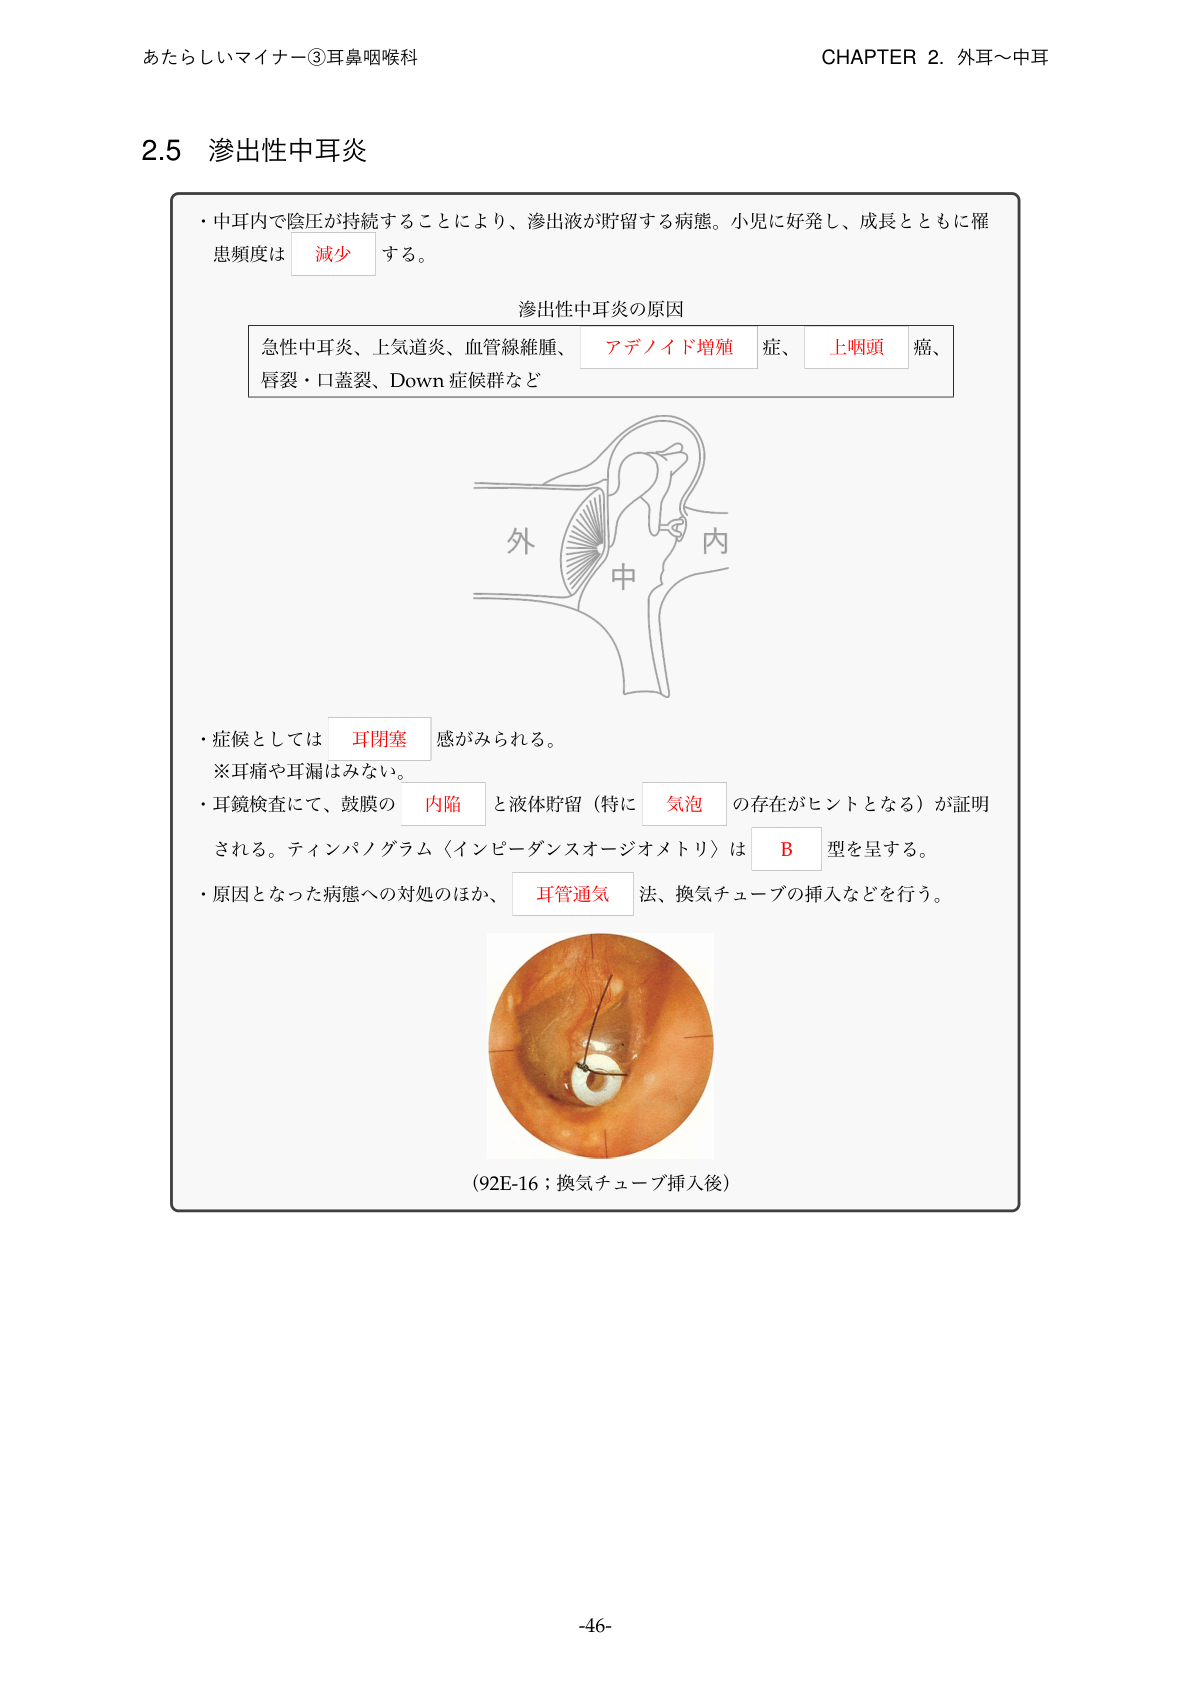 あたらしいマイナー③耳鼻咽喉科
CHAPTER 2. 外耳～中耳
2.5 滲出性中耳炎
・中耳内で陰圧が持続することにより、滲出液が貯留する病態。小児に好発し、成長とともに罹
患頻度は 減少 する。
滲出性中耳炎の原因
急性中耳炎、上気道炎、血管線維腫、 アデノイド増殖 症、 上咽頭 癌、
唇裂・口蓋裂、Down 症候群など
外
内
中
・症候としては 耳閉塞 感がみられる。
※耳痛や耳漏はみない。
・耳鏡検査にて、鼓膜の 内陥 と液体貯留（特に 気泡 の存在がヒントとなる）が証明
される。ティンパノグラム〈インピーダンスオージオメトリ〉は B 型を呈する。
・原因となった病態への対処のほか、 耳管通気 法、換気チューブの挿入などを行う。
（92E-16；換気チューブ挿入後）
-46-